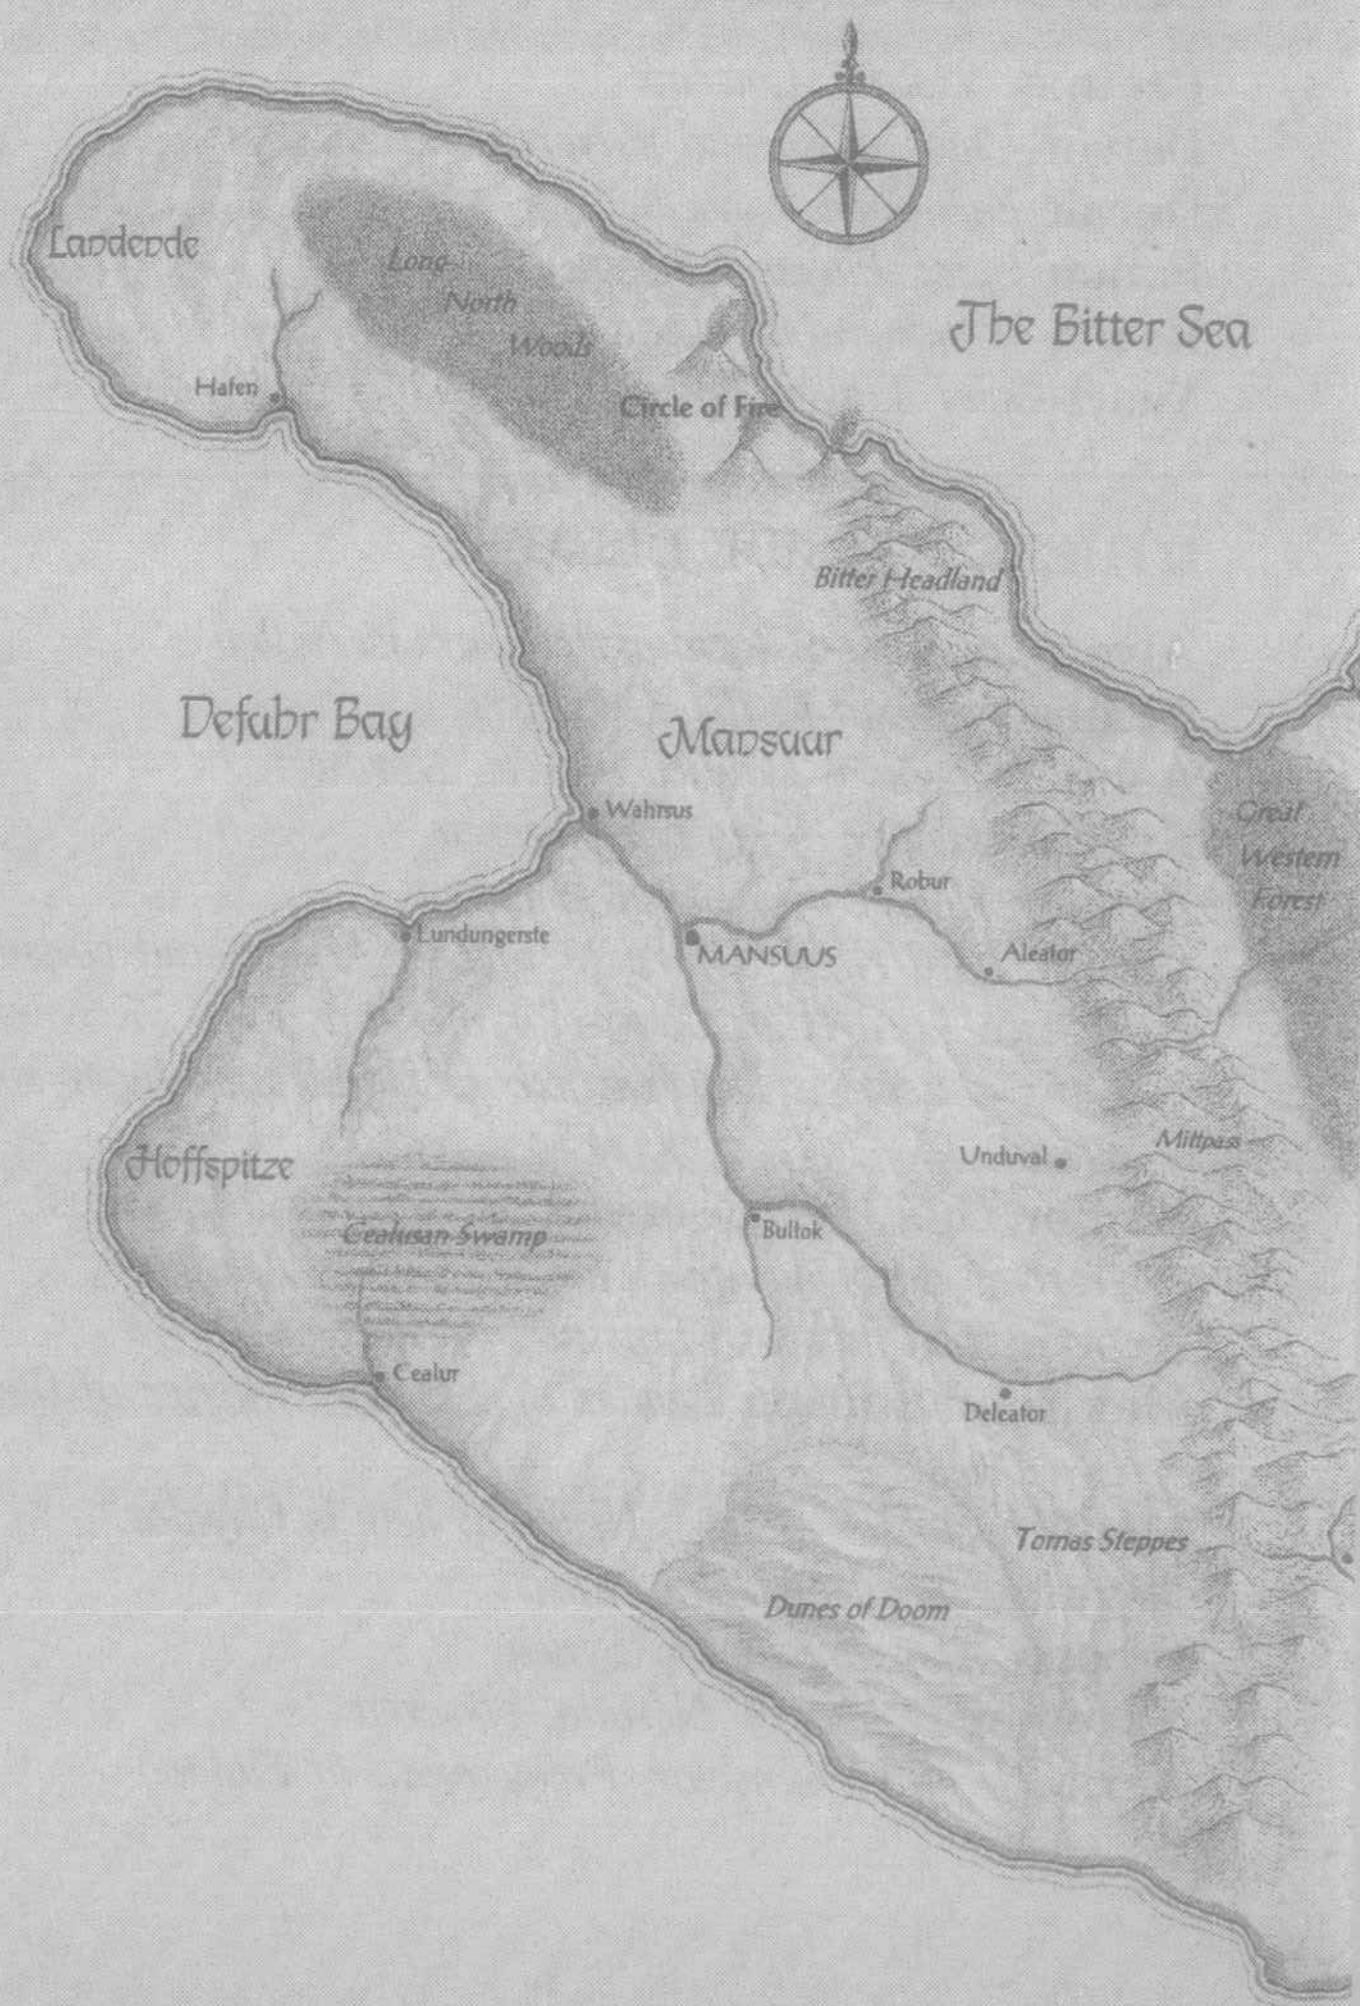 Landende
Long
North
Woods
The Bitter Sea
Hafen
Circle of Fire
Bitter Headland
Defuhr Bay
Mansuur
Wahrsus
Great
Western
Forest
Robur
Lundungerste
MANSUUS
Aleator
Hoffspitze
Unduval
Mittpass
Cealusan Swamp
Bultok
Cealur
Deleator
Tornas Steppes
Dunes of Doom